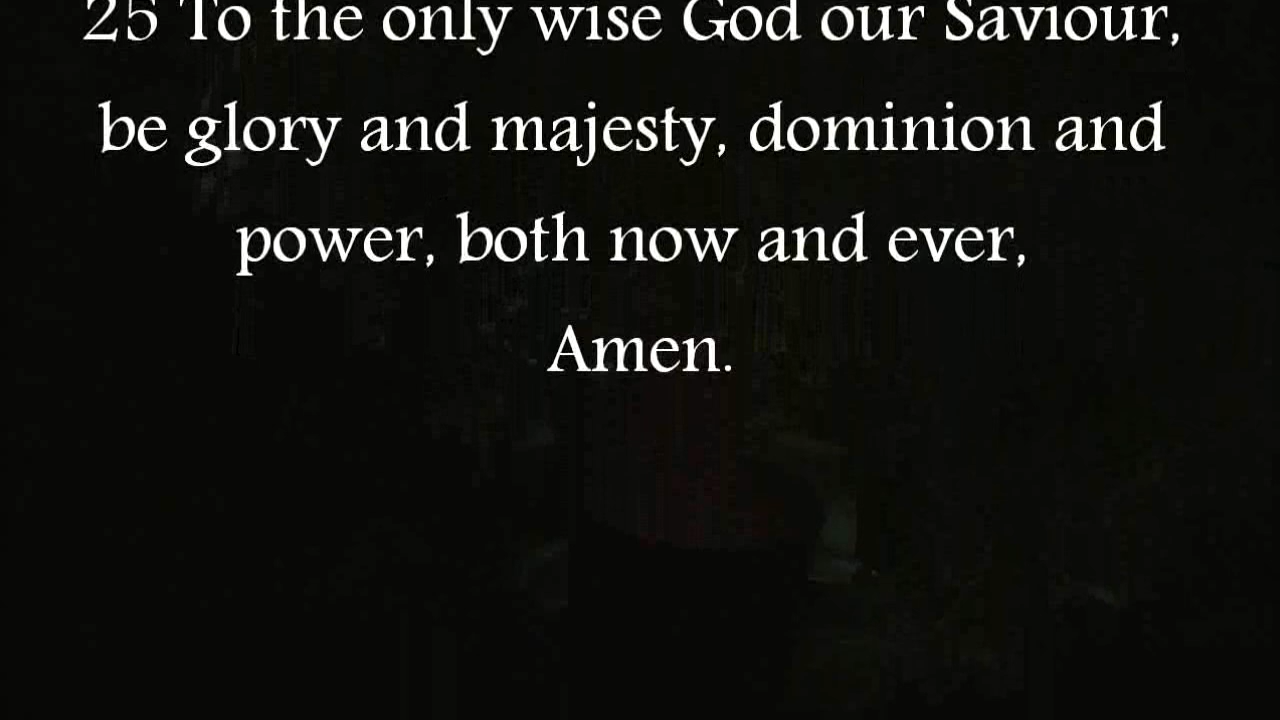 25 To the only wise God our Saviour,
be glory and majesty, dominion and
power, both now and ever,
Amen.